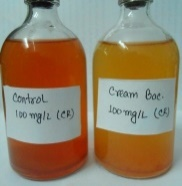 Control
100 mg/L (CR)
Cream Bac.
100 mg/L (CR)